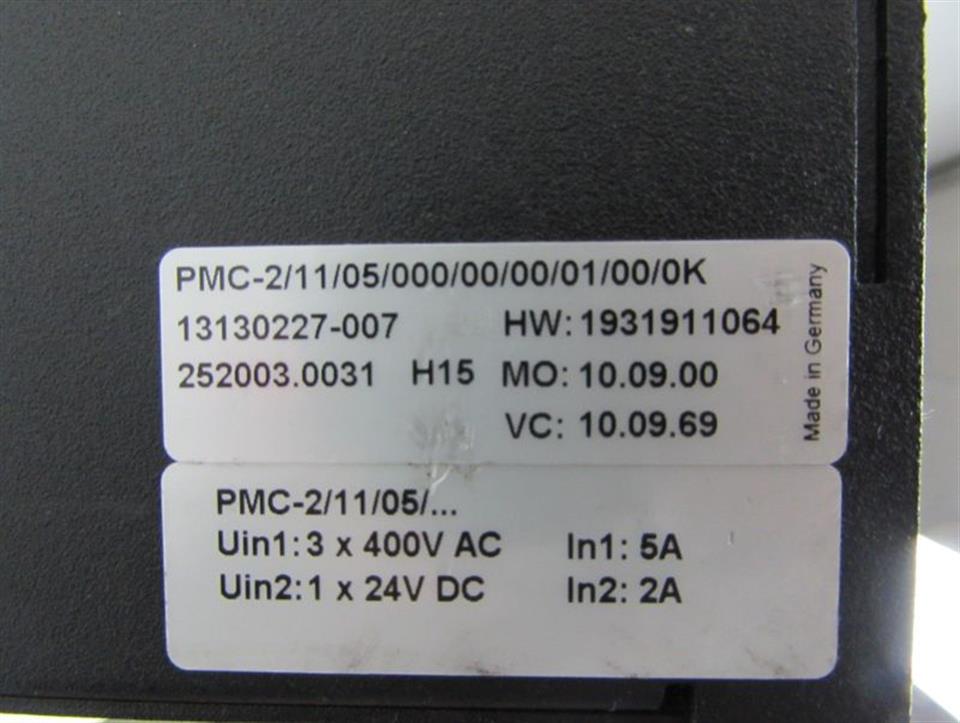 PMC-2/11/05/000/00/00/01/00/0K
13130227-007 HW: 1931911064
252003.0031 H15 MO: 10.09.00
VC: 10.09.69
Made in Germany
PMC-2/11/05/...
Uin1: 3 x 400V AC In1: 5A
Uin2: 1 x 24V DC In2: 2A